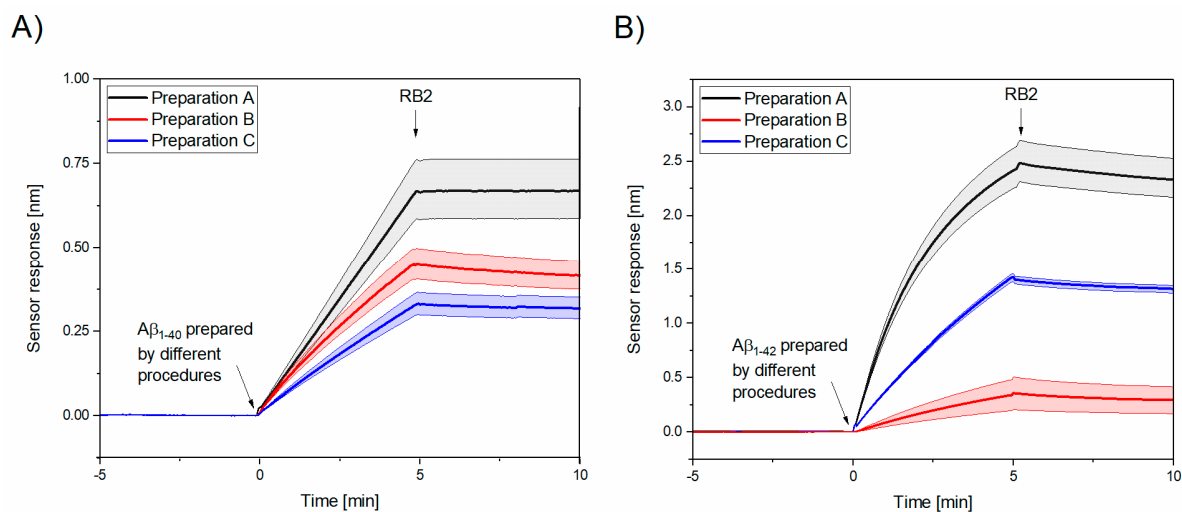 A)
1.00
0.75
0.50
0.25
0.00
Sensor response [nm]
Preparation A
Preparation B
Preparation C
RB2
Aβ1-40 prepared
by different
procedures
-5
0
5
10
Time [min]
B)
3.0
2.5
2.0
1.5
1.0
0.5
0.0
Sensor response [nm]
Preparation A
Preparation B
Preparation C
RB2
Aβ1-42 prepared
by different
procedures
-5
0
5
10
Time [min]